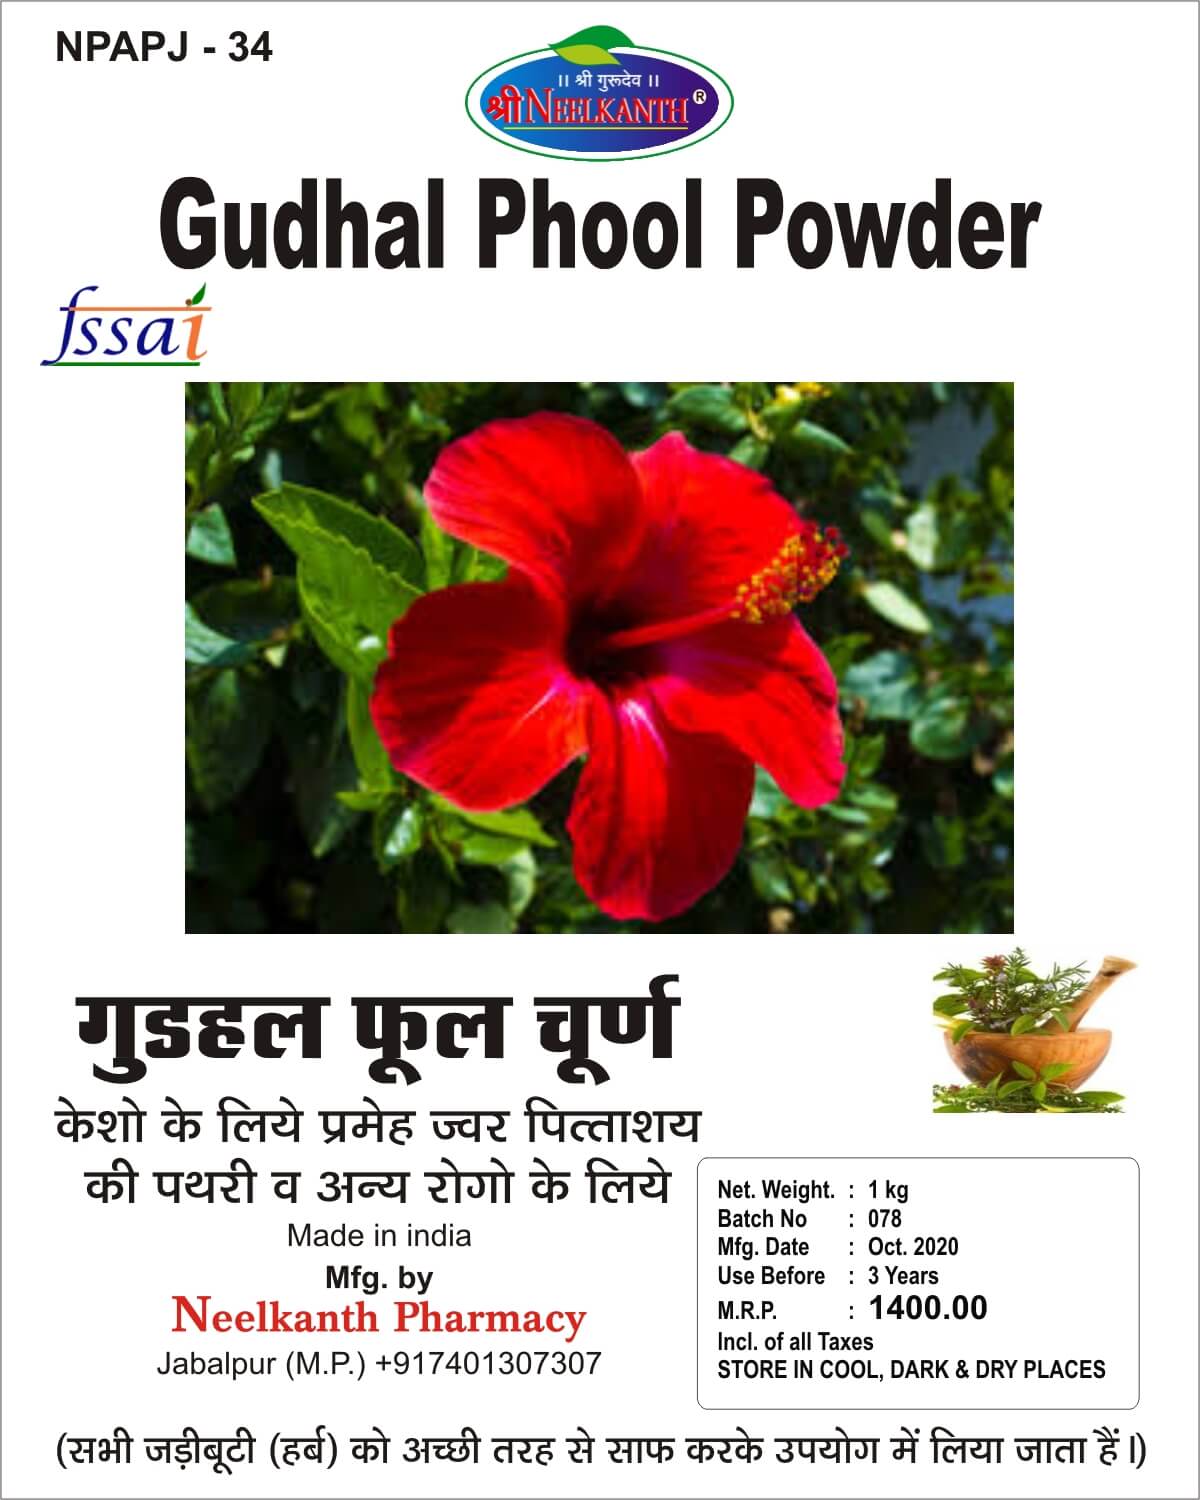 NPAPJ - 34
।। श्री गुरूदेव ।।
श्री NEELKANTH ®
Gudhal Phool Powder
fssai
गुडहल फूल चूर्ण
केशो के लिये प्रमेह ज्वर पित्ताशय
की पथरी व अन्य रोगो के लिये
Made in india
Mfg. by
Neelkanth Pharmacy
Jabalpur (M.P.) +917401307307
Net. Weight. : 1 kg
Batch No : 078
Mfg. Date : Oct. 2020
Use Before : 3 Years
M.R.P. : 1400.00
Incl. of all Taxes
STORE IN COOL, DARK & DRY PLACES
(सभी जड़ीबूटी (हर्ब) को अच्छी तरह से साफ करके उपयोग में लिया जाता हैं।)